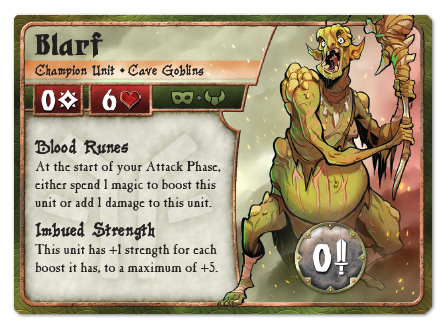 Blarf
Champion Unit • Cave Goblins
0 6
Blood Runes
At the start of your Attack Phase,
either spend 1 magic to boost this
unit or add 1 damage to this unit.
Imbued Strength
This unit has +1 strength for each
boost it has, to a maximum of +5.
0